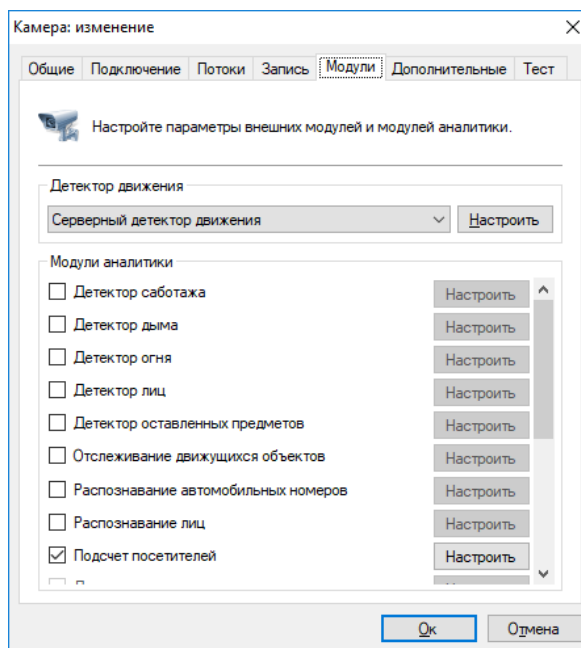 Камера: изменение
Общие Подключение Потоки Запись Модули Дополнительные Тест
Настройте параметры внешних модулей и модулей аналитики.
Детектор движения
Серверный детектор движения Настроить
Модули аналитики
Детектор саботажа Настроить
Детектор дыма Настроить
Детектор огня Настроить
Детектор лиц Настроить
Детектор оставленных предметов Настроить
Отслеживание движущихся объектов Настроить
Распознавание автомобильных номеров Настроить
Распознавание лиц Настроить
Подсчет посетителей Настроить
Ок Отмена